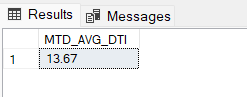 Results Messages
MTD_AVG_DTI
1 13.67